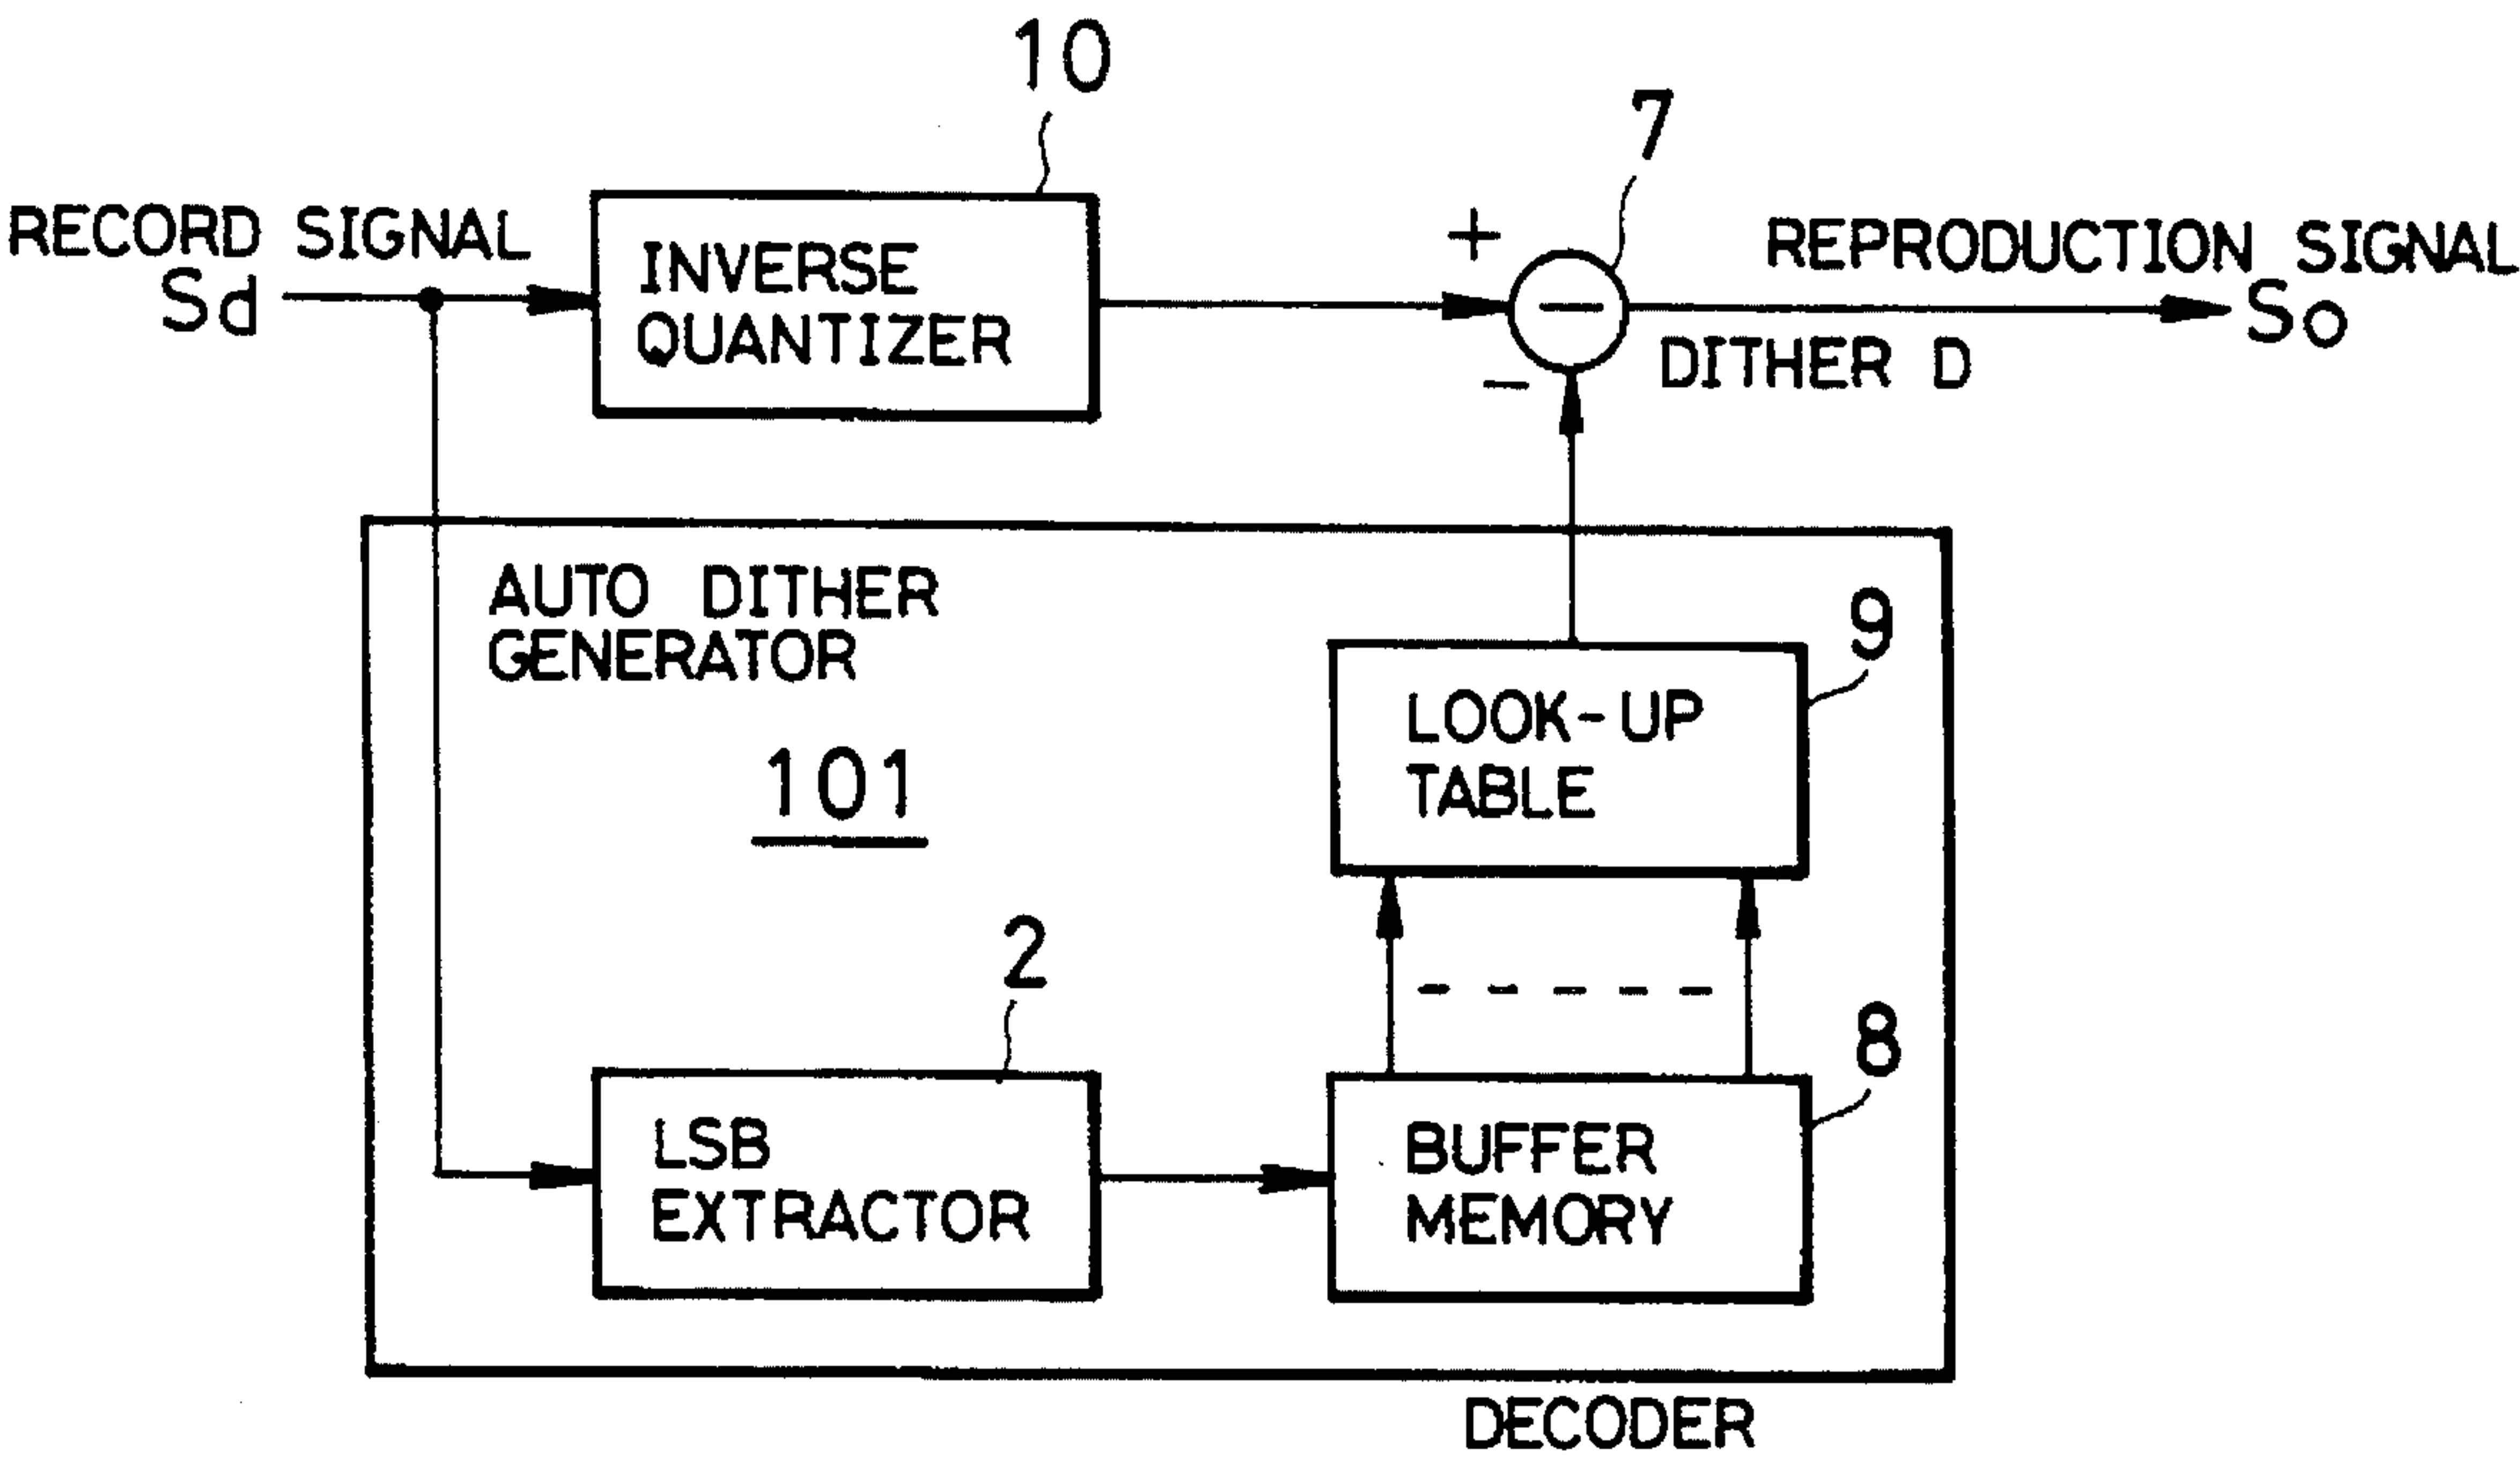 10
7
RECORD SIGNAL
Sd
INVERSE
QUANTIZER
+
−
−
REPRODUCTION SIGNAL
So
DITHER D
AUTO DITHER
GENERATOR
101
9
LOOK-UP
TABLE
2
8
LSB
EXTRACTOR
BUFFER
MEMORY
DECODER